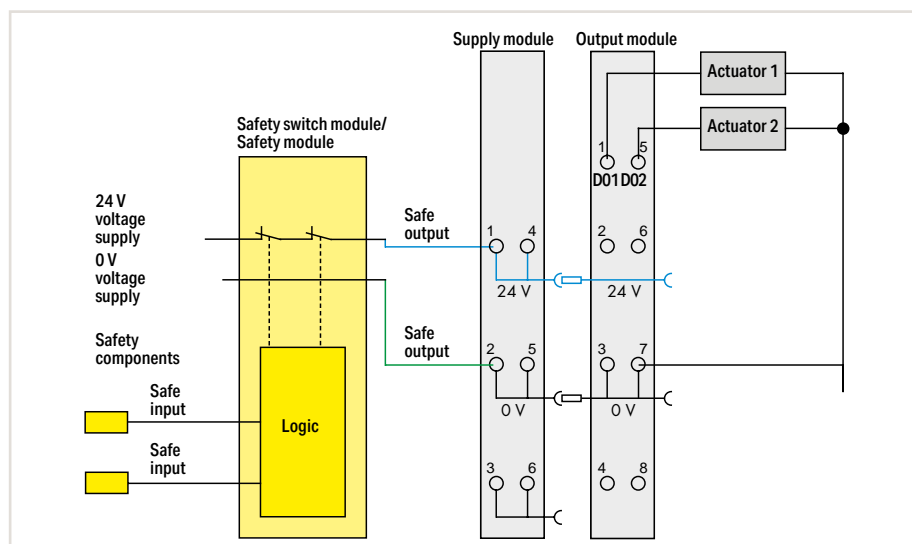 Supply module
Output module
Actuator 1
Actuator 2
Safety switch module/
Safety module
1
5
D01
D02
24 V
voltage
supply
0 V
voltage
supply
Safe
output
1
4
2
6
24 V
24 V
Safety
components
Safe
output
2
5
3
7
0 V
0 V
Safe
input
Logic
Safe
input
3
6
4
8